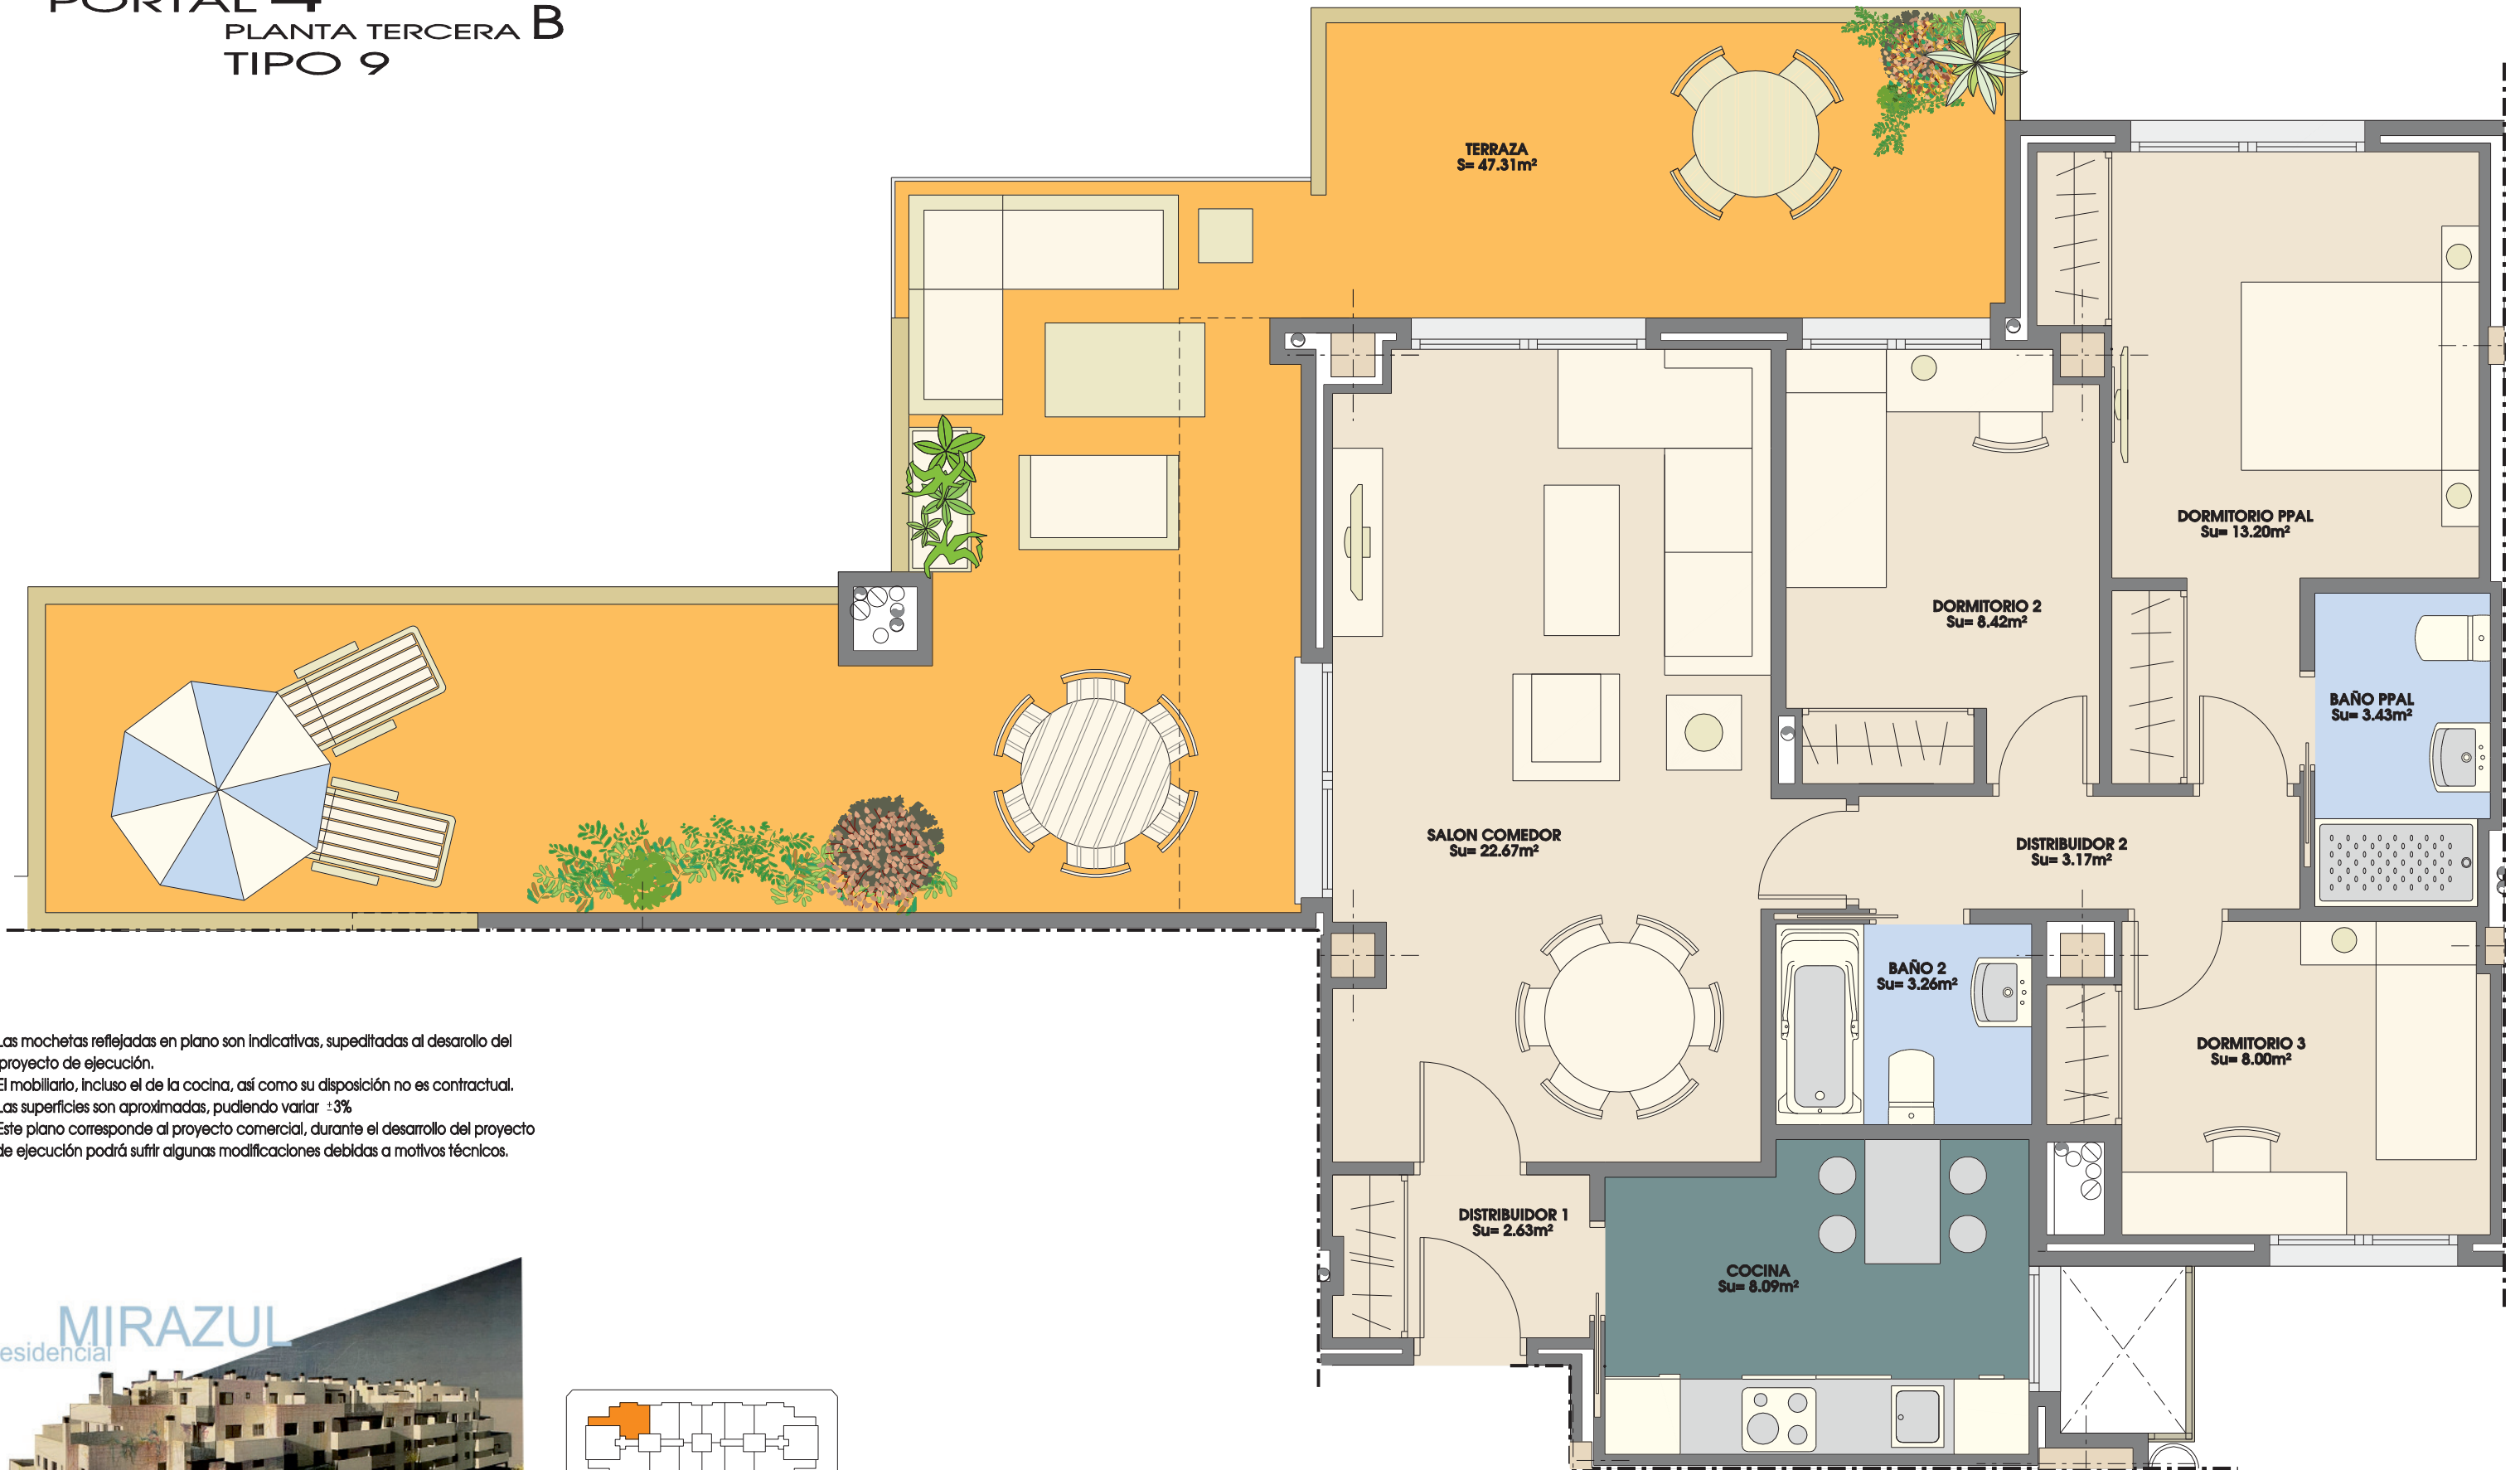 PORTAL 4
PLANTA TERCERA B
TIPO 9
TERRAZA
S= 47.31m²
DORMITORIO PPAL
Su= 13.20m²
DORMITORIO 2
Su= 8.42m²
BAÑO PPAL
Su= 3.43m²
SALON COMEDOR
Su= 22.67m²
DISTRIBUIDOR 2
Su= 3.17m²
BAÑO 2
Su= 3.26m²
DORMITORIO 3
Su= 8.00m²
DISTRIBUIDOR 1
Su= 2.63m²
COCINA
Su= 8.09m²
Las mochetas reflejadas en plano son indicativas, supeditadas al desarollo del
proyecto de ejecución.
El mobiliario, incluso el de la cocina, así como su disposición no es contractual.
Las superficies son aproximadas, pudiendo variar ±3%
Este plano corresponde al proyecto comercial, durante el desarrollo del proyecto
de ejecución podrá sufrir algunas modificaciones debidas a motivos técnicos.
MIRAZUL
esidencial